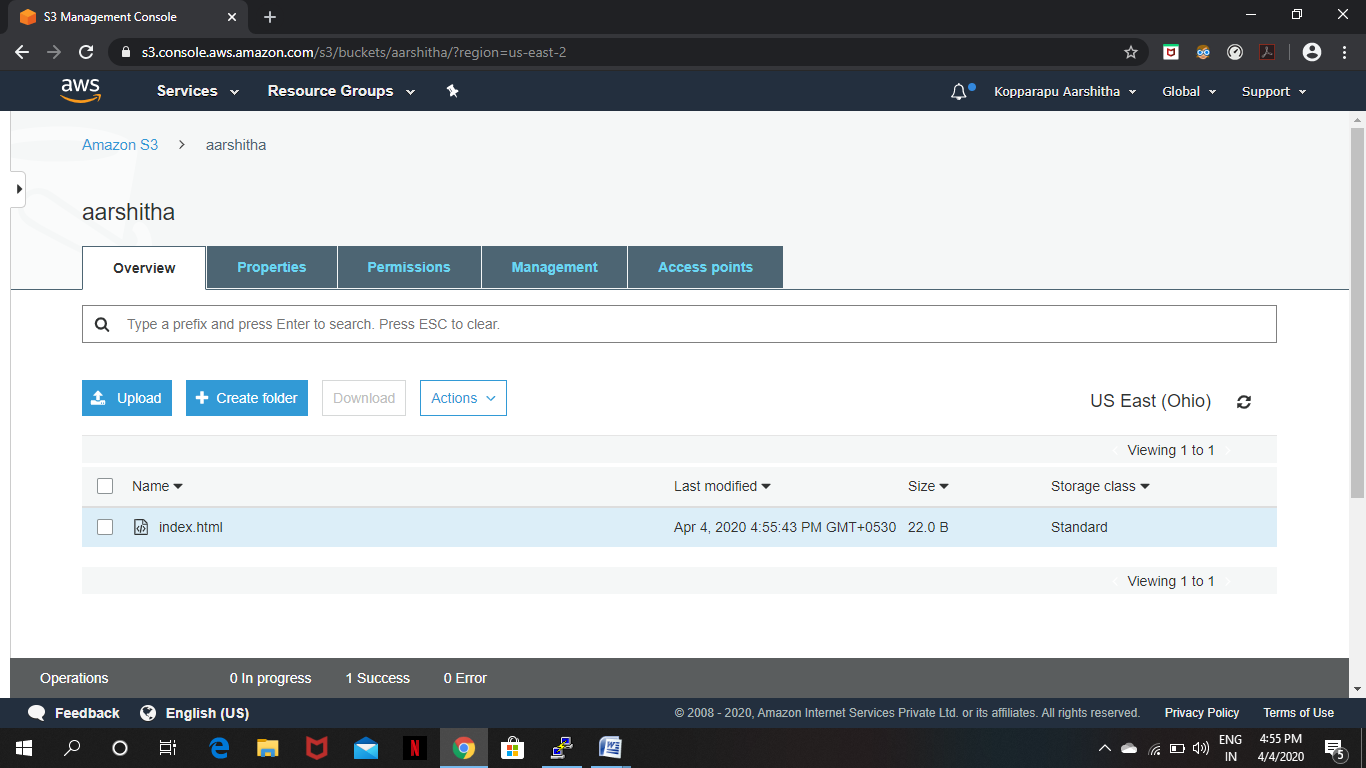 S3 Management Console
s3.console.aws.amazon.com/s3/buckets/aarshitha/?region=us-east-2
aws Services Resource Groups Kopparapu Aarshitha Global Support
Amazon S3 > aarshitha
aarshitha
Overview Properties Permissions Management Access points
Type a prefix and press Enter to search. Press ESC to clear.
Upload Create folder Download Actions US East (Ohio)
Viewing 1 to 1
Name Last modified Size Storage class
index.html Apr 4, 2020 4:55:43 PM GMT+0530 22.0 B Standard
Viewing 1 to 1
Operations 0 In progress 1 Success 0 Error
Feedback English (US) © 2008 - 2020, Amazon Internet Services Private Ltd. or its affiliates. All rights reserved. Privacy Policy Terms of Use
ENG 4:55 PM
IN 4/4/2020 5